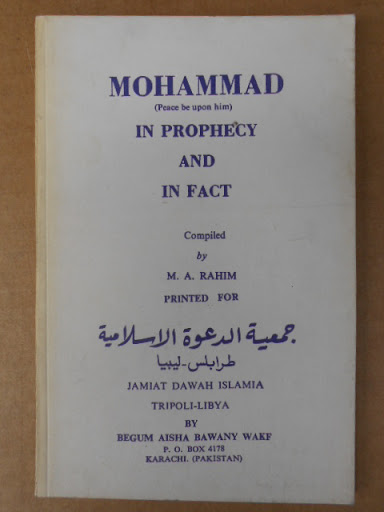 MOHAMMAD
(Peace be upon him)
IN PROPHECY
AND
IN FACT
Compiled
by
M. A. RAHIM
PRINTED FOR
جمعية الدعوة الاسلامية
طرابلس - ليبيا
JAMIAT DAWAH ISLAMIA
TRIPOLI-LIBYA
BY
BEGUM AISHA BAWANY WAKF
P. O. BOX 4178
KARACHI. (PAKISTAN)